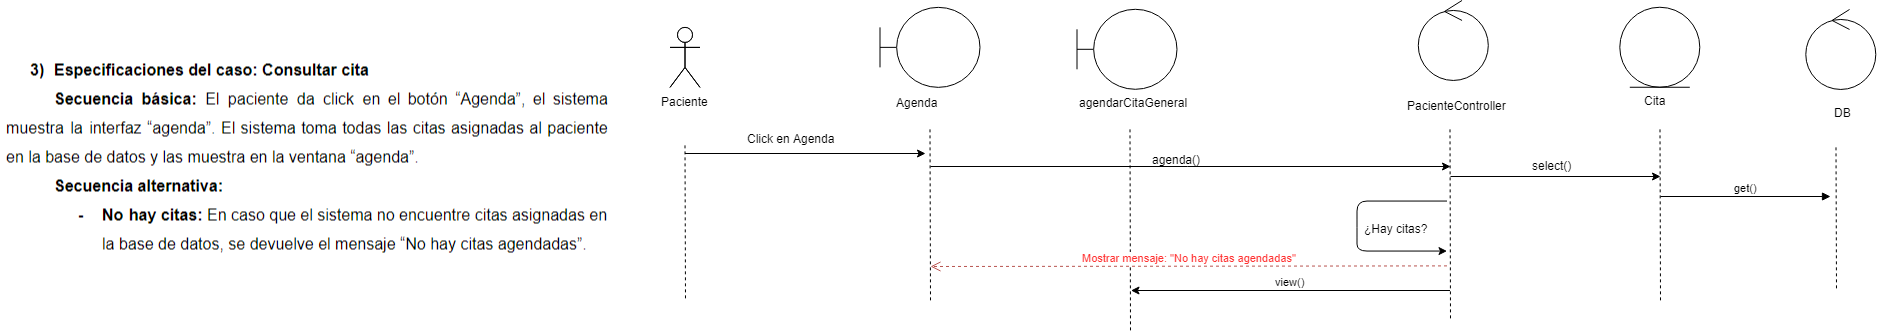 3) Especificaciones del caso: Consultar cita
Secuencia básica: El paciente da click en el botón “Agenda”, el sistema
muestra la interfaz “agenda”. El sistema toma todas las citas asignadas al paciente
en la base de datos y las muestra en la ventana “agenda”.
Secuencia alternativa:
- No hay citas: En caso que el sistema no encuentre citas asignadas en
la base de datos, se devuelve el mensaje “No hay citas agendadas”.
Paciente
Agenda
agendarCitaGeneral
PacienteController
Cita
DB
Click en Agenda
agenda()
select()
get()
¿Hay citas?
Mostrar mensaje: "No hay citas agendadas"
view()